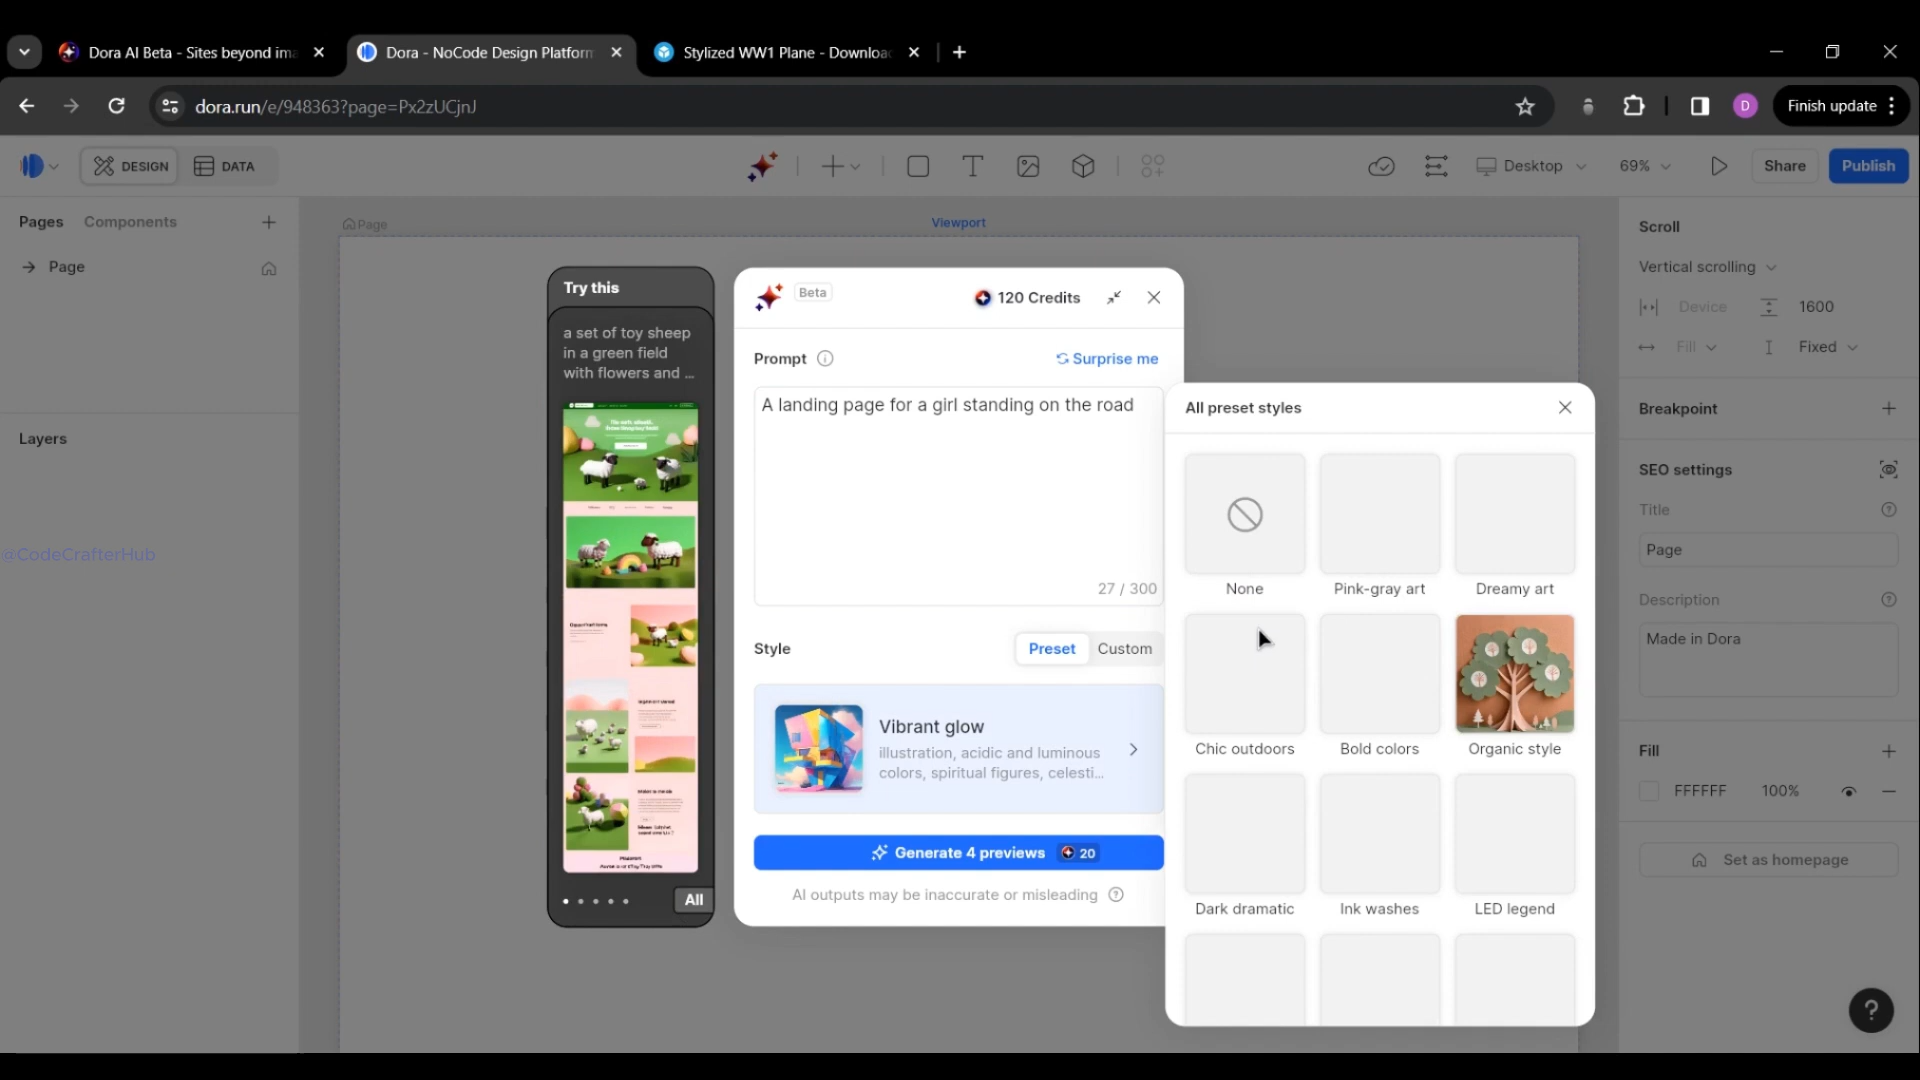 Dora AI Beta - Sites beyond ima
Dora - NoCode Design Platform
Stylized WW1 Plane - Downloa
dora.run/e/948363?page=Px2zUCjnJ
D
Finish update
DESIGN
DATA
Desktop
69%
Share
Publish
Pages
Components
Page
Layers
@CodeCrafterHub
Page
Viewport
Try this
a set of toy sheep
in a green field
with flowers and ...
All
Beta
120 Credits
Prompt
Surprise me
A landing page for a girl standing on the road
27 / 300
Style
Preset
Custom
Vibrant glow
illustration, acidic and luminous
colors, spiritual figures, celesti...
Generate 4 previews
20
AI outputs may be inaccurate or misleading
All preset styles
None
Pink-gray art
Dreamy art
Chic outdoors
Bold colors
Organic style
Dark dramatic
Ink washes
LED legend
Scroll
Vertical scrolling
Device
1600
Fill
Fixed
Breakpoint
SEO settings
Title
Page
Description
Made in Dora
Fill
FFFFFF
100%
Set as homepage